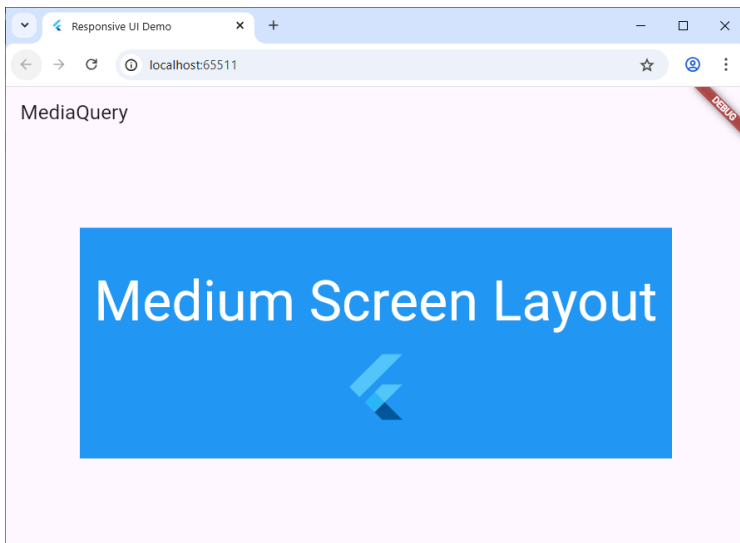 Responsive UI Demo
localhost:65511
MediaQuery
DEBUG
Medium Screen Layout